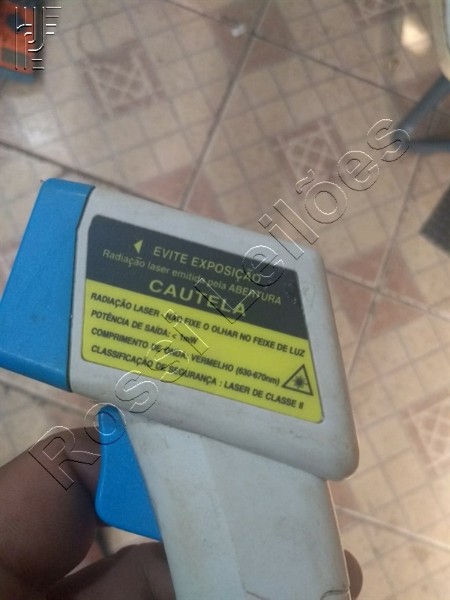 EVITE EXPOSIÇÃO
Radiação laser emitida pela ABERTURA
CAUTELA
RADIAÇÃO LASER - NÃO FIXE O OLHAR NO FEIXE DE LUZ
POTÊNCIA DE SAÍDA: < 1mW
COMPRIMENTO DE ONDA: VERMELHO (630-670nm)
CLASSIFICAÇÃO DE SEGURANÇA : LASER DE CLASSE II
Rossi Leilões